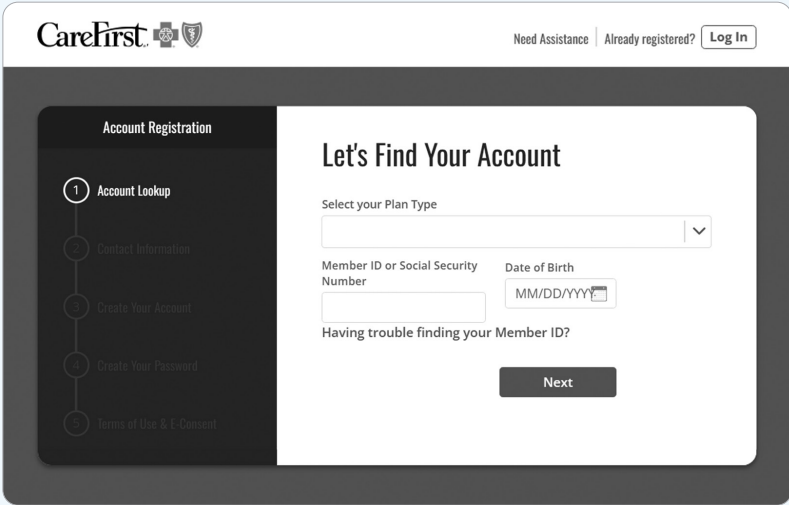 CareFirst
Need Assistance
Already registered?
Log In
Account Registration
1 Account Lookup
2 Contact Information
3 Create Your Account
4 Create Your Password
5 Terms of Use & E-Consent
Let's Find Your Account
Select your Plan Type
Member ID or Social Security
Number
Date of Birth
MM/DD/YYYY
Having trouble finding your Member ID?
Next